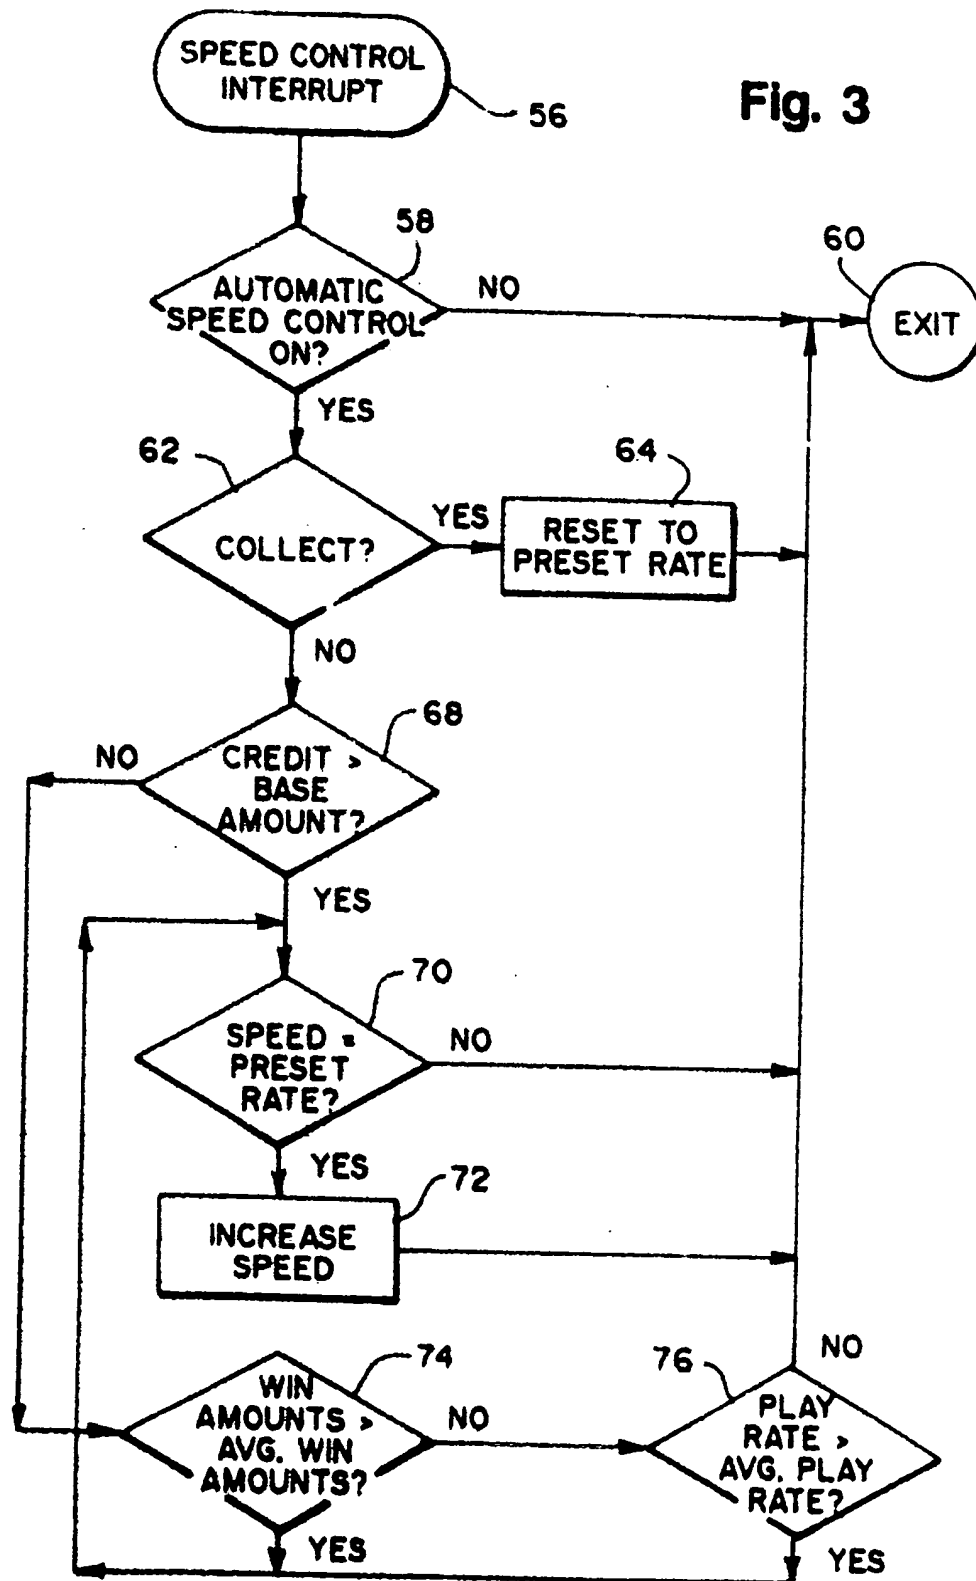 SPEED CONTROL
INTERRUPT
56
Fig. 3
58
AUTOMATIC
SPEED CONTROL
ON?
NO
60
EXIT
YES
62
COLLECT?
YES
64
RESET TO
PRESET RATE
NO
68
CREDIT >
BASE
AMOUNT?
NO
YES
70
SPEED =
PRESET
RATE?
NO
YES
72
INCREASE
SPEED
74
WIN
AMOUNTS >
AVG. WIN
AMOUNTS?
NO
YES
76
PLAY
RATE >
AVG. PLAY
RATE?
NO
YES